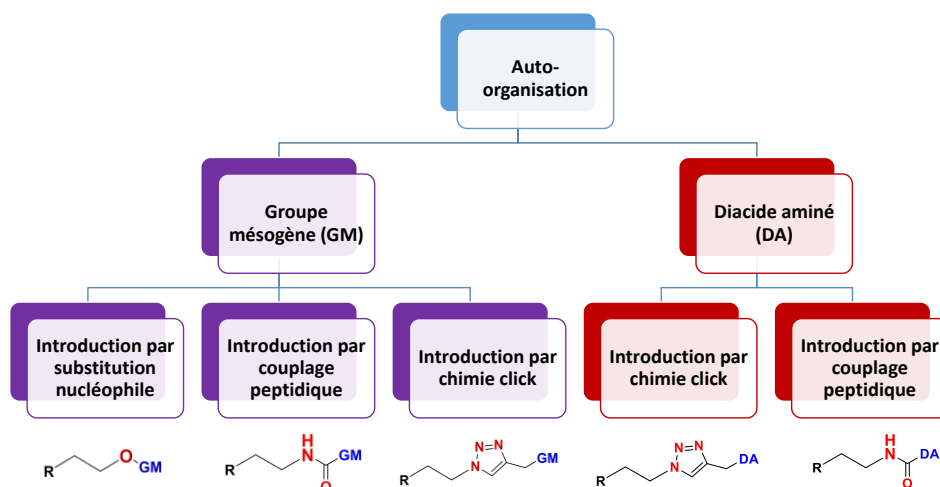 Auto-
organisation
Groupe
mésogène (GM)
Diacide aminé
(DA)
Introduction par
substitution
nucléophile
Introduction par
couplage
peptidique
Introduction par
chimie click
Introduction par
chimie click
Introduction par
couplage
peptidique
R O GM
R H N O GM
R N N N GM
R N N N DA
R H N O DA